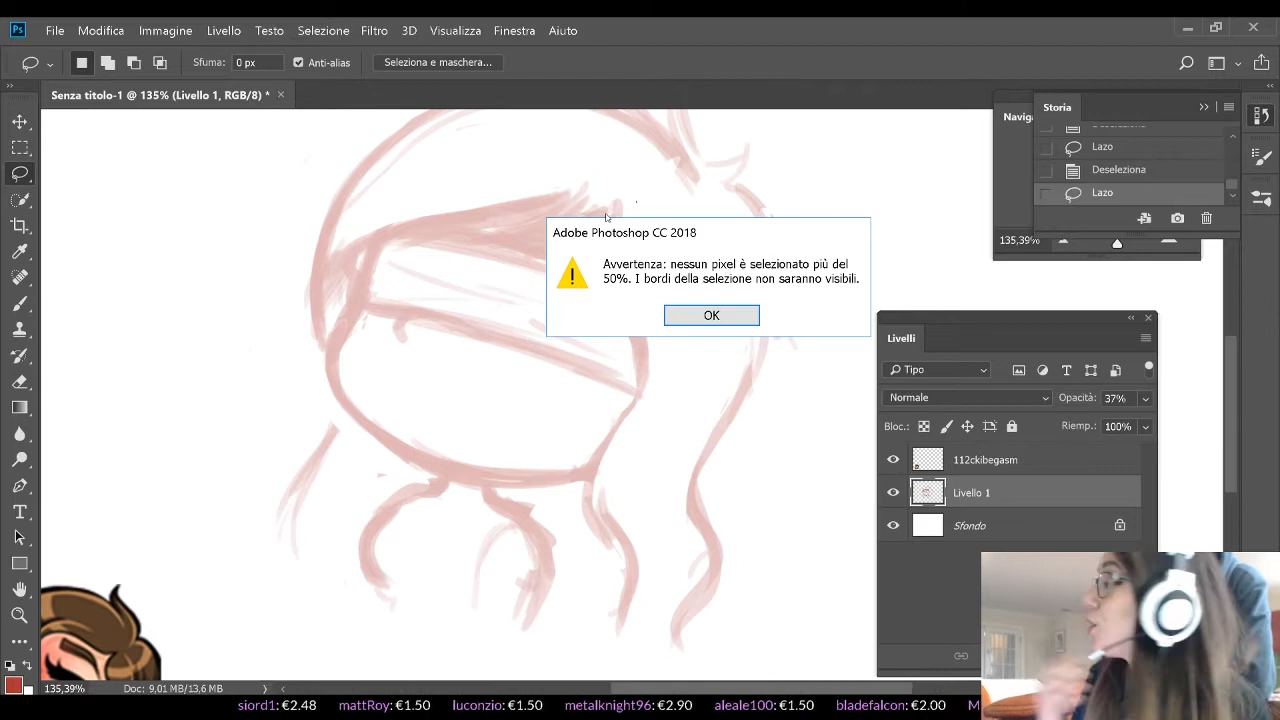 Ps File Modifica Immagine Livello Testo Selezione Filtro 3D Visualizza Finestra Aiuto
Sfuma: 0 px Anti-alias Seleziona e maschera...
Senza titolo-1 @ 135% (Livello 1, RGB/8) *
Naviga
Storia
Lazo
Deseleziona
Lazo
135,39%
Adobe Photoshop CC 2018
Avvertenza: nessun pixel è selezionato più del
50%. I bordi della selezione non saranno visibili.
OK
Livelli
Tipo
Normale Opacità: 37%
Bloc.: Riemp.: 100%
112ckibegasm
Livello 1
Sfondo
135,39% Doc: 9,01 MB/13,6 MB
siord1: €2.48 mattRoy: €1.50 luconzio: €1.50 metalknight96: €2.90 aleale100: €1.50 bladefalcon: €2.00 M